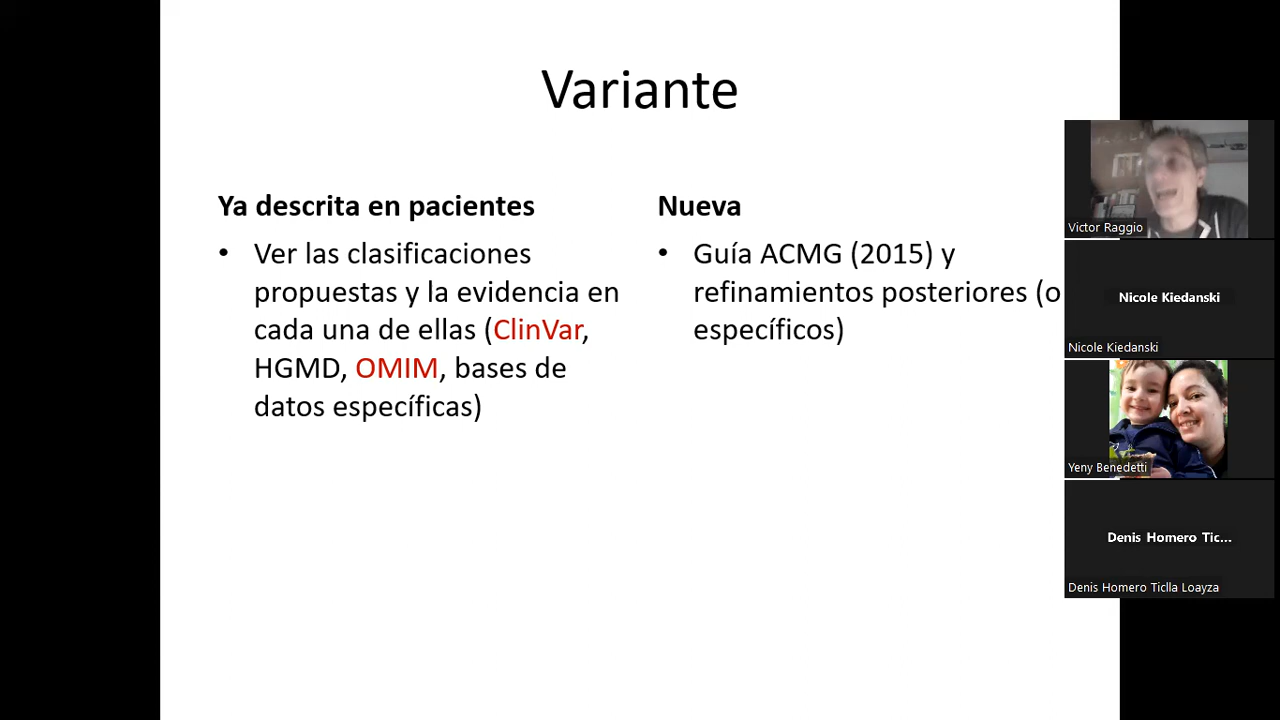 Variante
Ya descrita en pacientes
• Ver las clasificaciones
propuestas y la evidencia en
cada una de ellas (ClinVar,
HGMD, OMIM, bases de
datos específicas)
Nueva
• Guía ACMG (2015) y
refinamientos posteriores (o
específicos)
Victor Raggio
Nicole Kiedanski
Nicole Kiedanski
Yeny Benedetti
Denis Homero Tic...
Denis Homero Ticlla Loayza